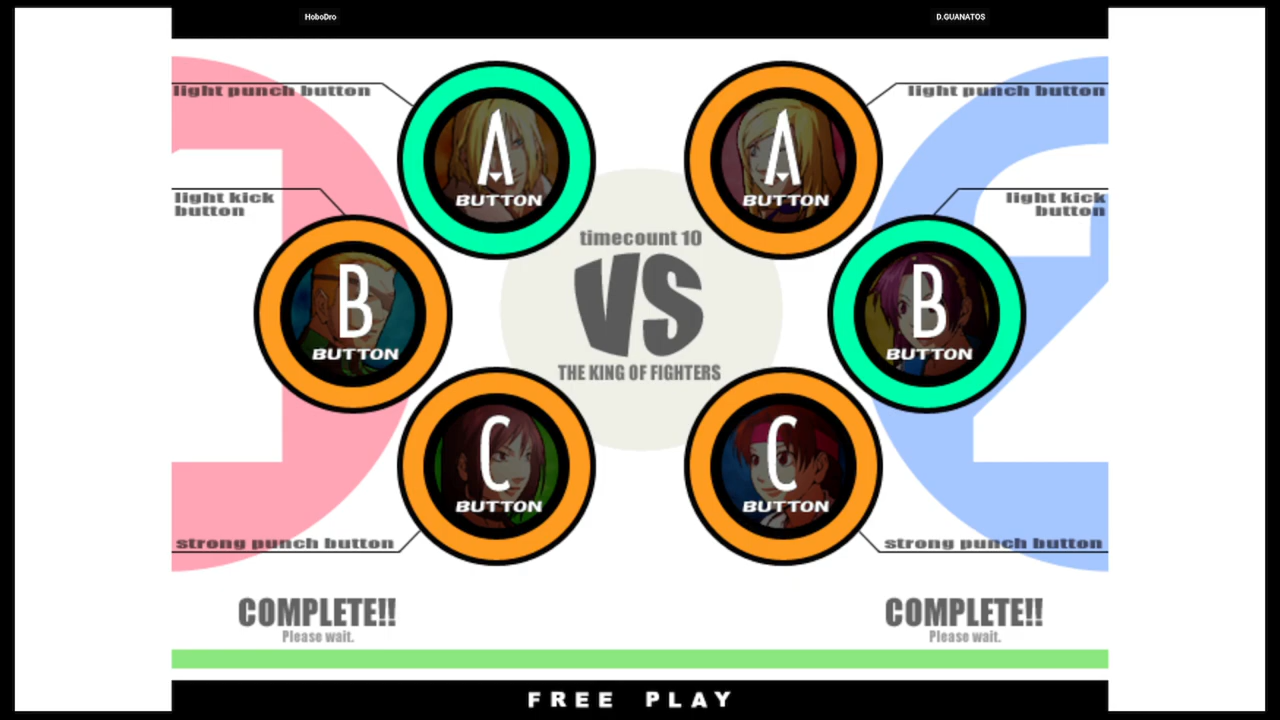 HoboDro
D.GUANATOS
light punch button
light punch button
A
BUTTON
A
BUTTON
light kick
button
light kick
button
B
BUTTON
timecount 10
VS
THE KING OF FIGHTERS
B
BUTTON
C
BUTTON
C
BUTTON
strong punch button
strong punch button
COMPLETE!!
Please wait.
COMPLETE!!
Please wait.
FREE PLAY